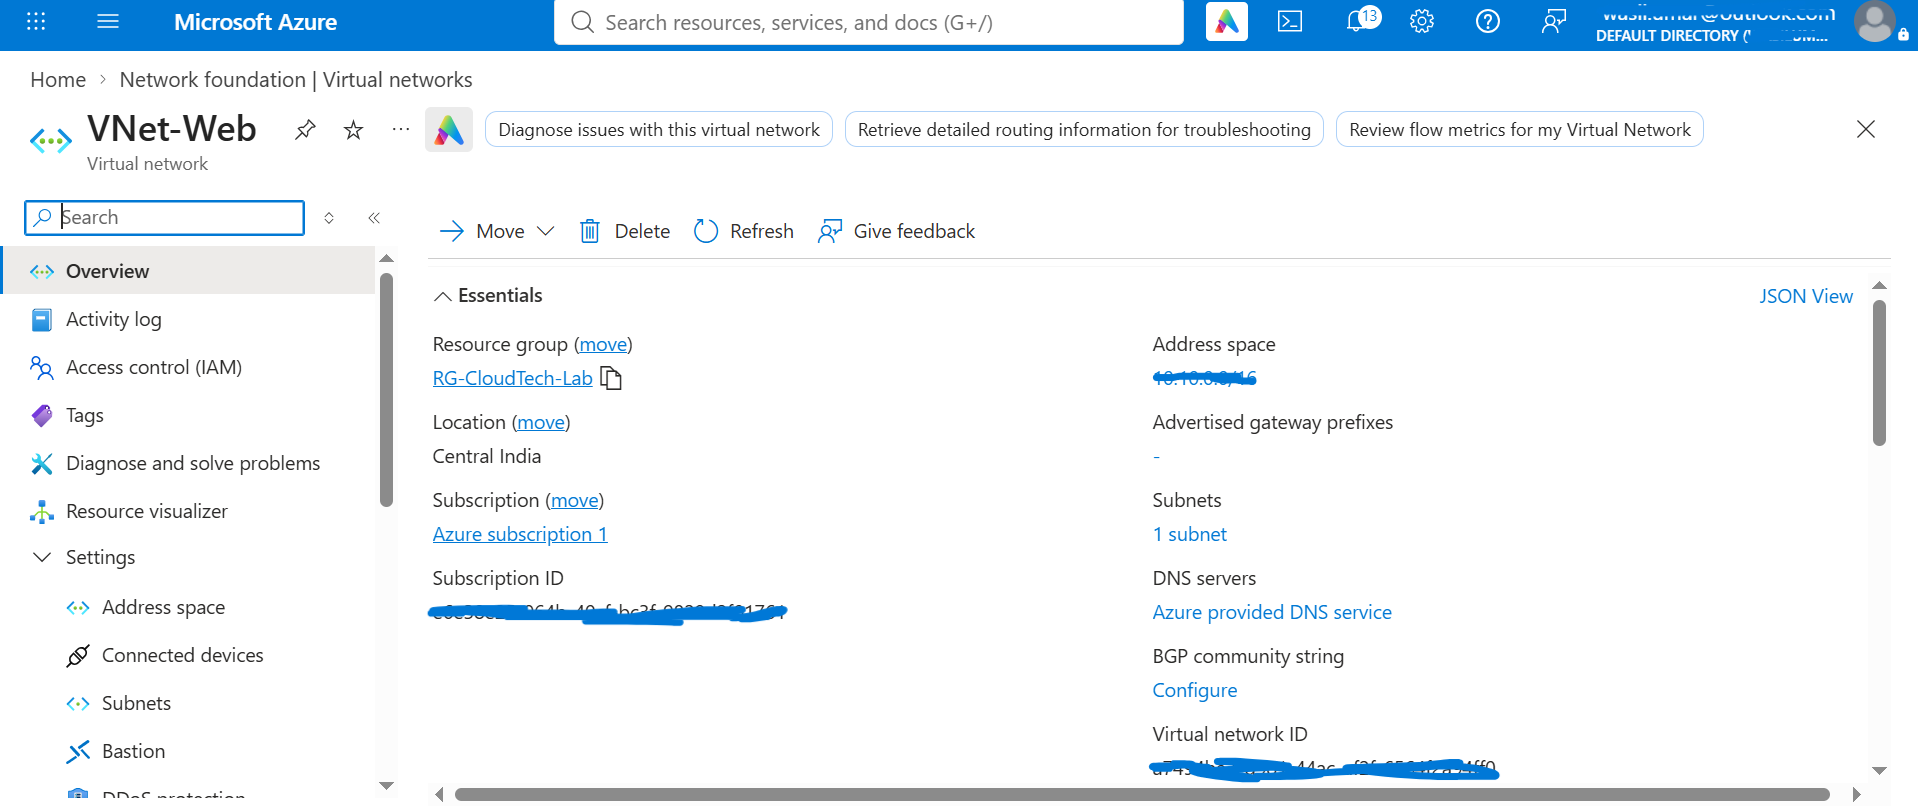 Microsoft Azure
Search resources, services, and docs (G+/)
13
DEFAULT DIRECTORY (
Home > Network foundation | Virtual networks
VNet-Web
Virtual network
Diagnose issues with this virtual network
Retrieve detailed routing information for troubleshooting
Review flow metrics for my Virtual Network
Search
Move
Delete
Refresh
Give feedback
Overview
Activity log
Access control (IAM)
Tags
Diagnose and solve problems
Resource visualizer
Settings
Address space
Connected devices
Subnets
Bastion
DDoS protection
Essentials
JSON View
Resource group (move)
RG-CloudTech-Lab
Location (move)
Central India
Subscription (move)
Azure subscription 1
Subscription ID
Address space
Advertised gateway prefixes
-
Subnets
1 subnet
DNS servers
Azure provided DNS service
BGP community string
Configure
Virtual network ID